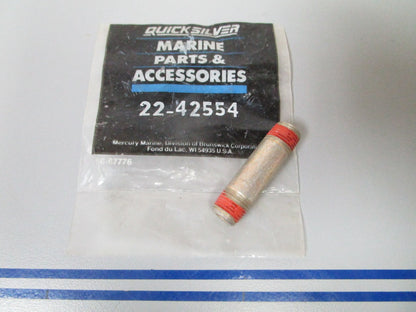 QUICKSILVER
MARINE
PARTS &
ACCESSORIES
22-42554
Mercury Marine, Division of Brunswick Corporation
Fond du Lac, WI 54935 U.S.A.